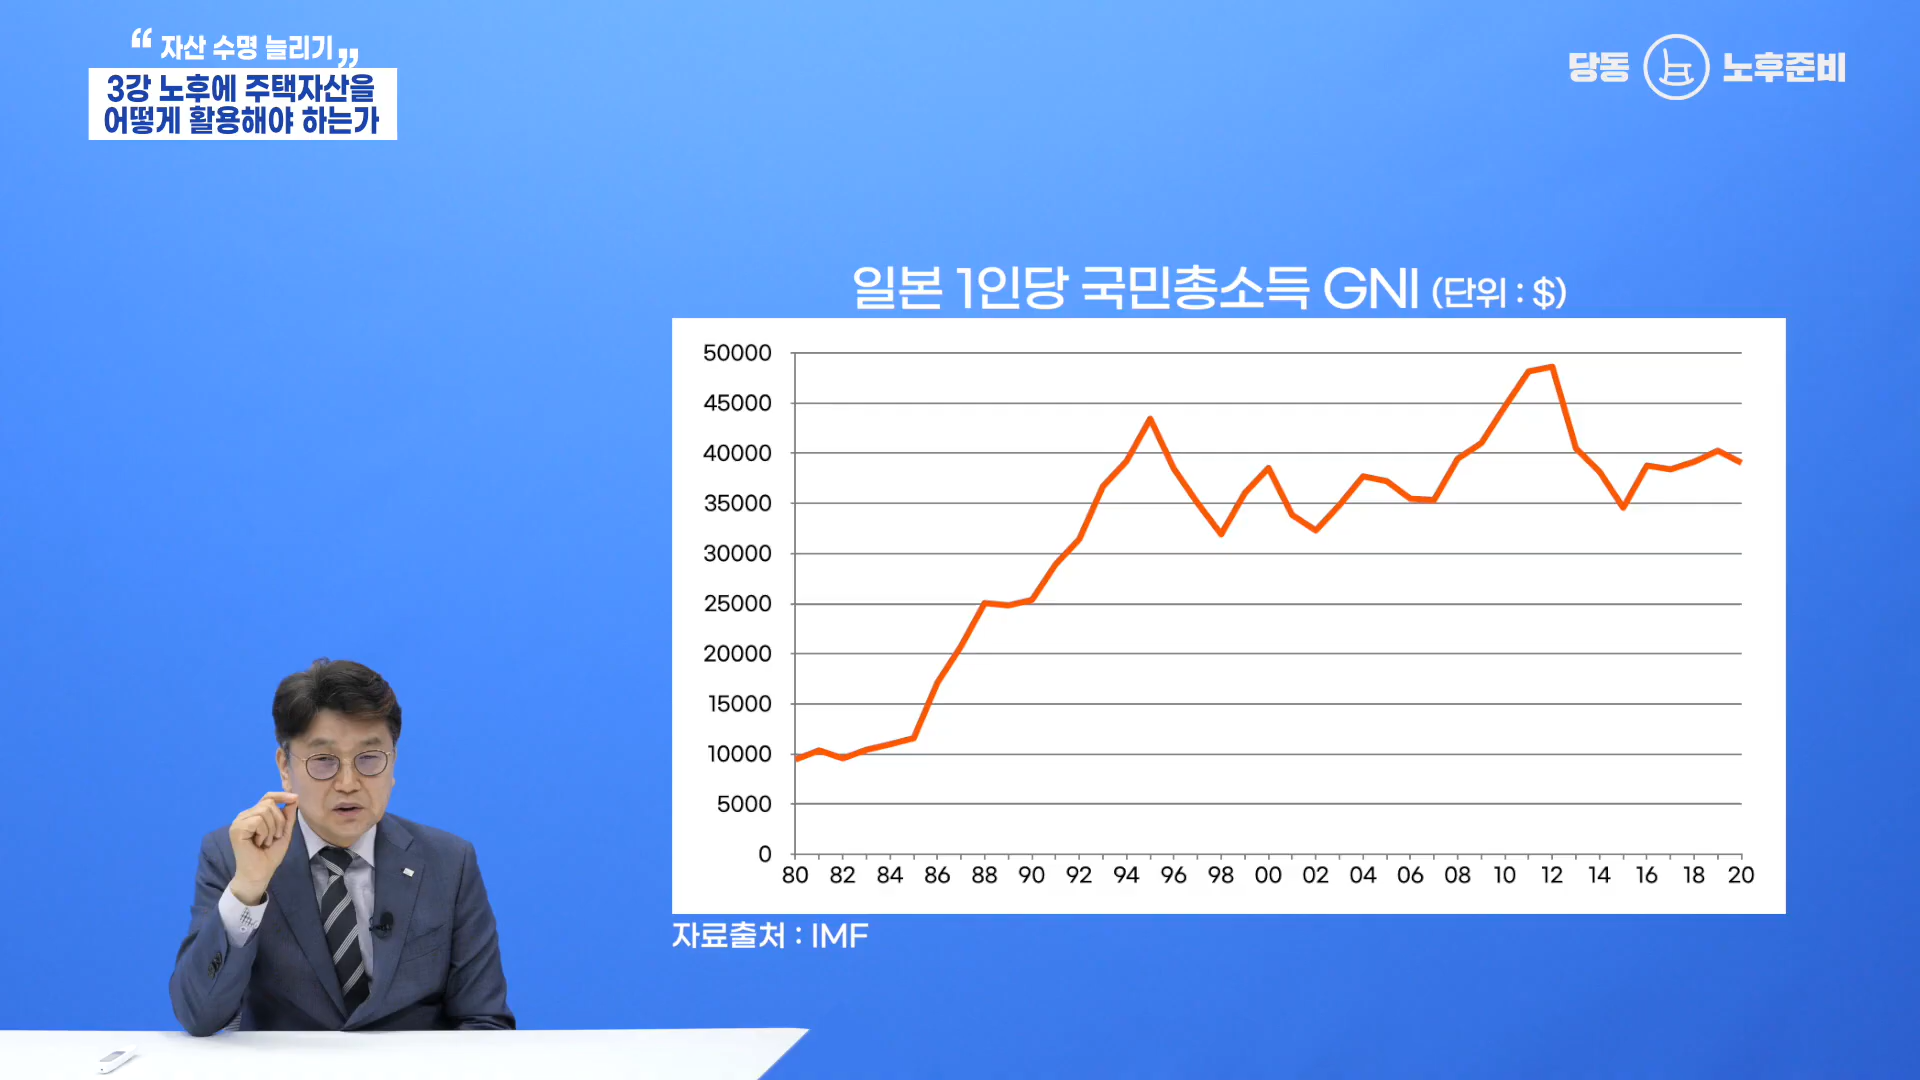 “ 자산 수명 늘리기 „
3강 노후에 주택자산을
어떻게 활용해야 하는가
당동 노후준비
일본 1인당 국민총소득 GNI (단위 : $)
50000
45000
40000
35000
30000
25000
20000
15000
10000
5000
0
80 82 84 86 88 90 92 94 96 98 00 02 04 06 08 10 12 14 16 18 20
자료출처 : IMF